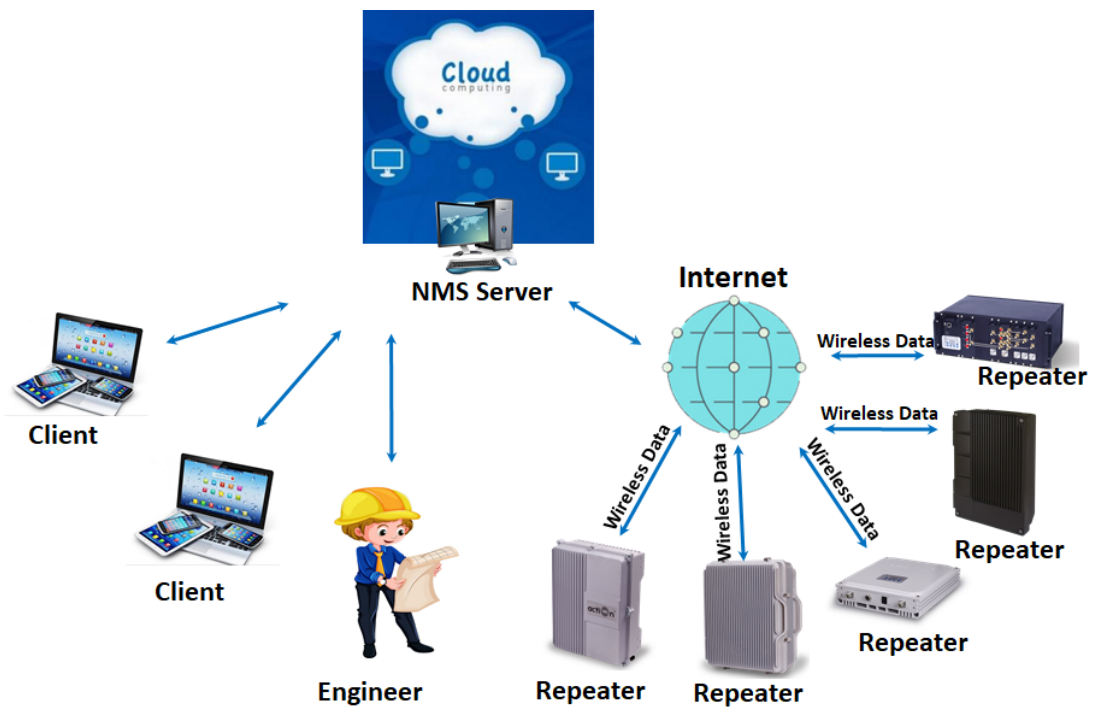 Cloud
computing
NMS Server
Internet
Wireless Data
Repeater
Wireless Data
Repeater
Wireless Data
Repeater
Wireless Data
Repeater
Wireless Data
Repeater
action
Client
Client
Engineer